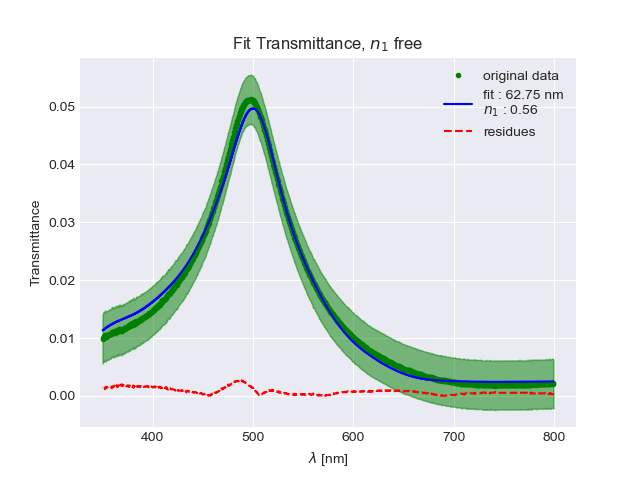 Fit Transmittance, n₁ free
original data
fit : 62.75 nm
n₁ : 0.56
residues
Transmittance
0.05
0.04
0.03
0.02
0.01
0.00
400
500
600
700
800
λ [nm]